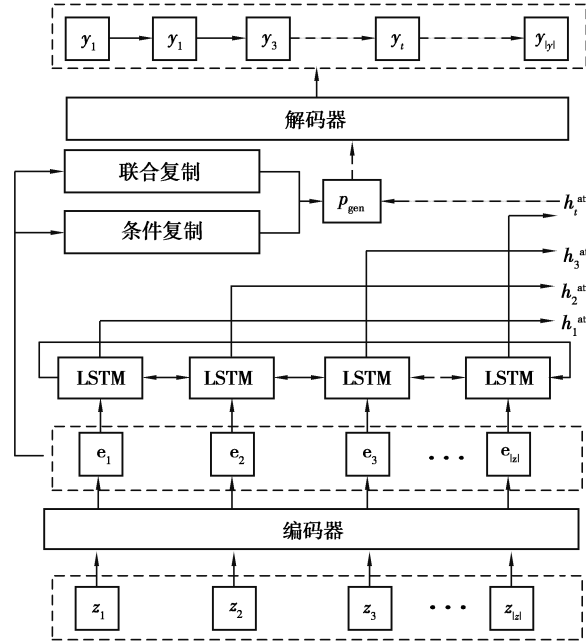 y1 y1 y3 yt y|y|
解码器
联合复制
条件复制
pgen
ht^at
h3^at
h2^at
h1^at
LSTM LSTM LSTM LSTM
e1 e2 e3 ··· e|z|
编码器
z1 z2 z3 ··· z|z|